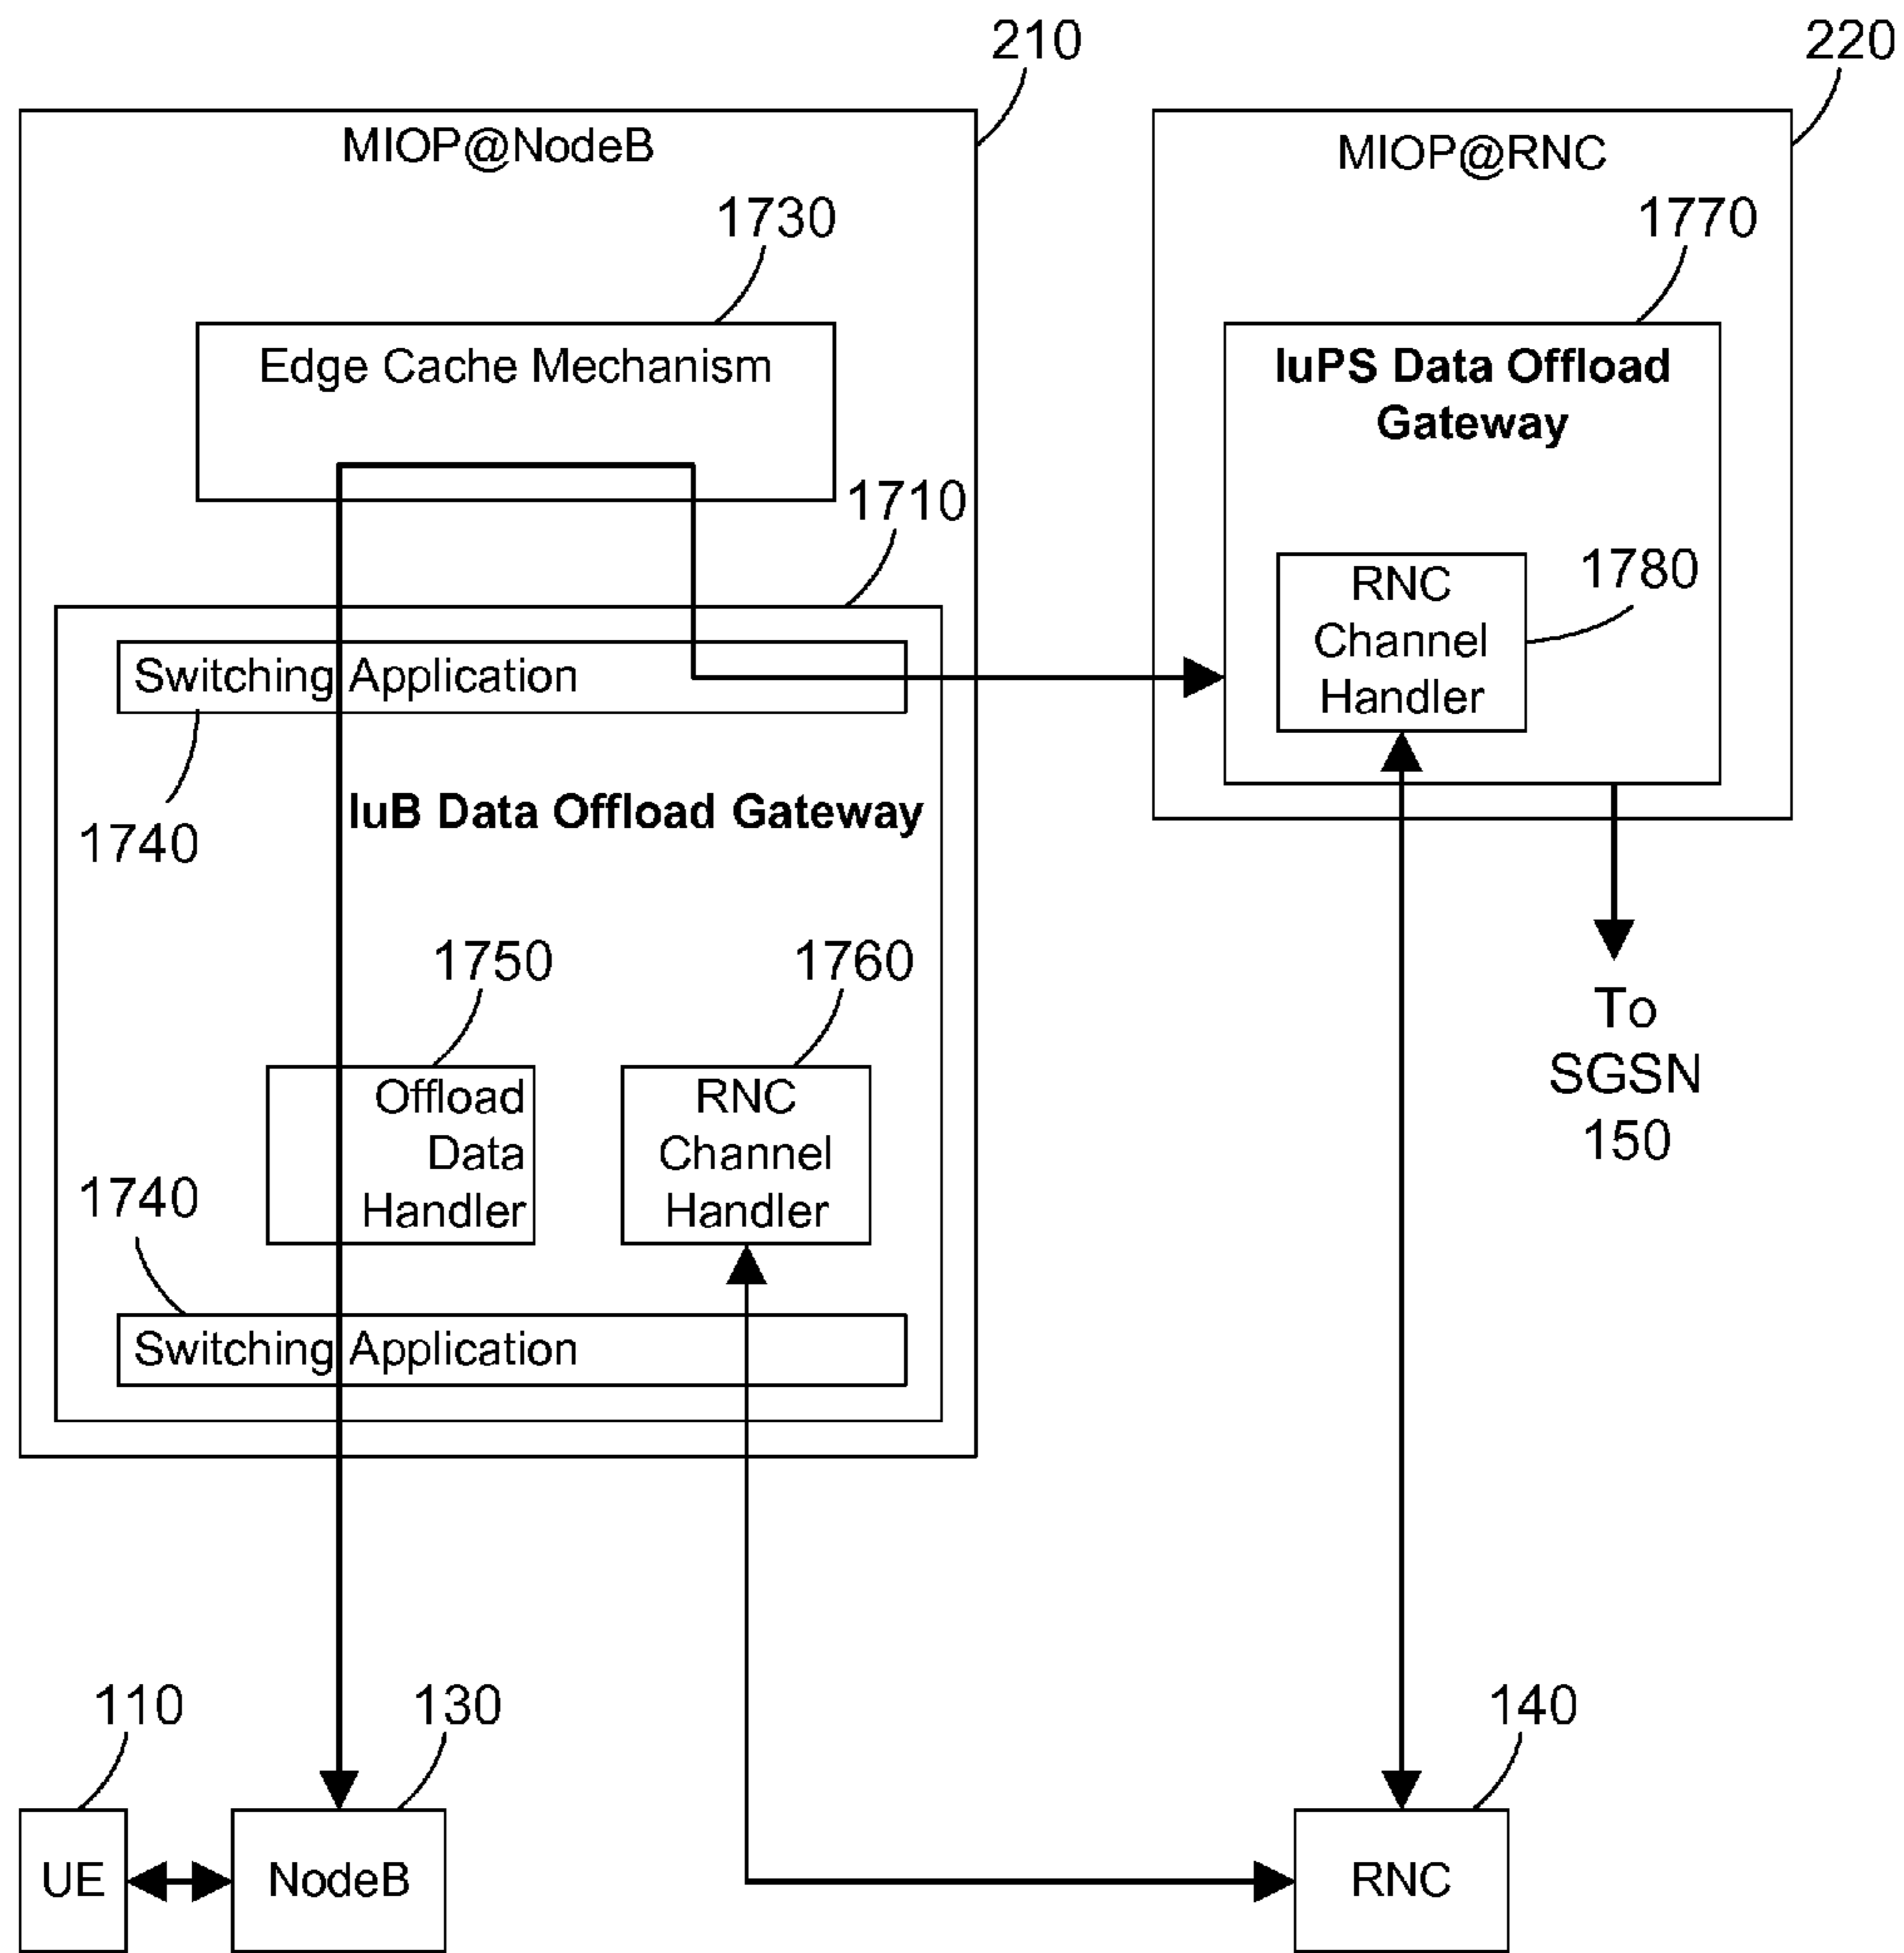 210
220
MIOP@NodeB
MIOP@RNC
1730
1770
Edge Cache Mechanism
IuPS Data Offload
Gateway
1710
RNC
Channel
Handler
1780
Switching Application
1740
IuB Data Offload Gateway
1750
1760
To
SGSN
150
Offload
Data
Handler
RNC
Channel
Handler
1740
Switching Application
110
130
140
UE
NodeB
RNC